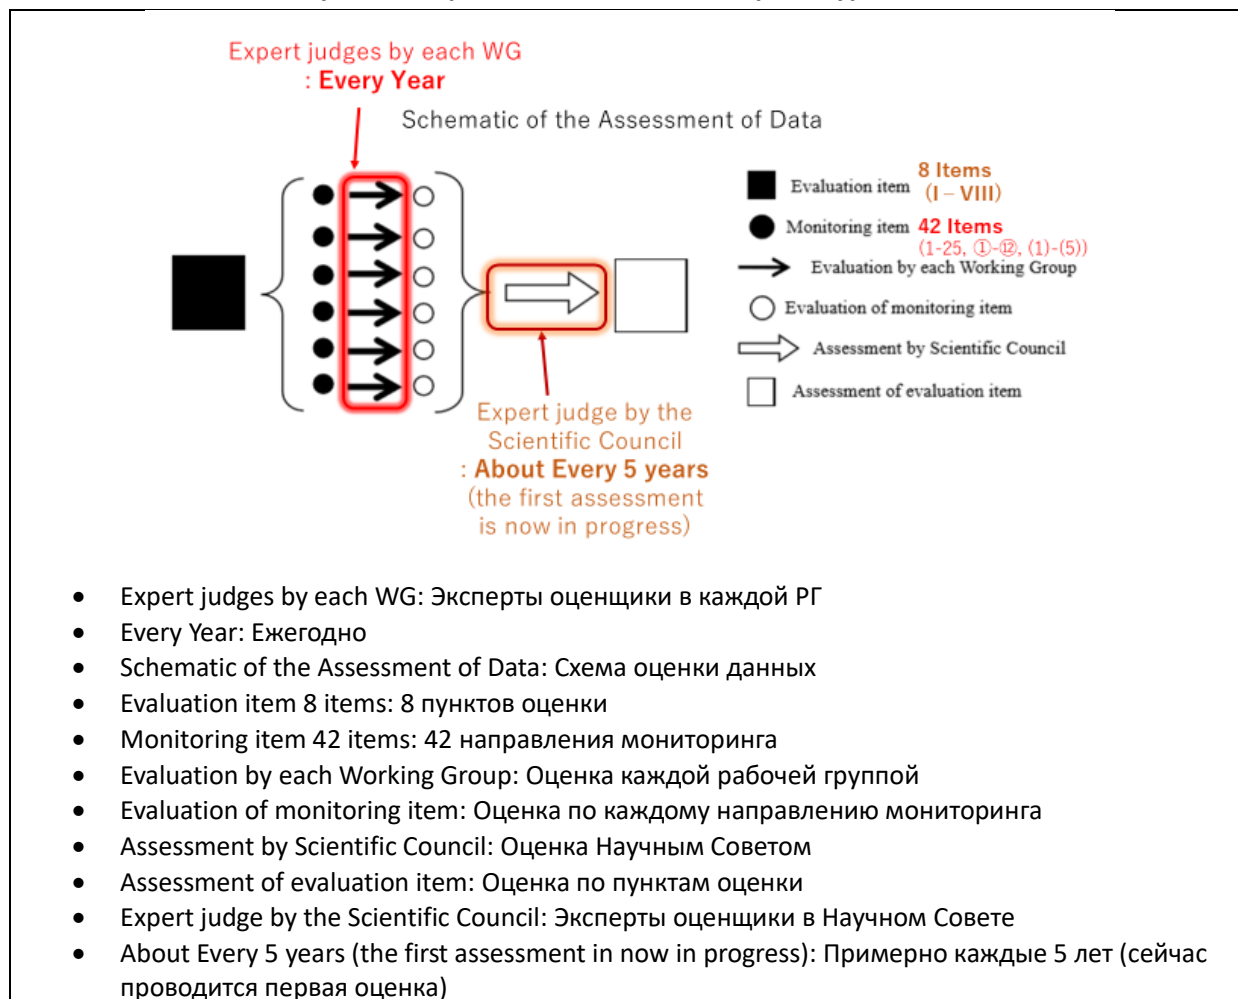 Expert judges by each WG
: Every Year
Schematic of the Assessment of Data
Evaluation item 8 Items
(I – VIII)
Monitoring item 42 Items
(1-25, ①-⑫, (1)-(5))
Evaluation by each Working Group
Evaluation of monitoring item
Assessment by Scientific Council
Assessment of evaluation item
Expert judge by the
Scientific Council
: About Every 5 years
(the first assessment
is now in progress)
• Expert judges by each WG: Эксперты оценщики в каждой РГ
• Every Year: Ежегодно
• Schematic of the Assessment of Data: Схема оценки данных
• Evaluation item 8 items: 8 пунктов оценки
• Monitoring item 42 items: 42 направления мониторинга
• Evaluation by each Working Group: Оценка каждой рабочей группой
• Evaluation of monitoring item: Оценка по каждому направлению мониторинга
• Assessment by Scientific Council: Оценка Научным Советом
• Assessment of evaluation item: Оценка по пунктам оценки
• Expert judge by the Scientific Council: Эксперты оценщики в Научном Совете
• About Every 5 years (the first assessment in now in progress): Примерно каждые 5 лет (сейчас
проводится первая оценка)